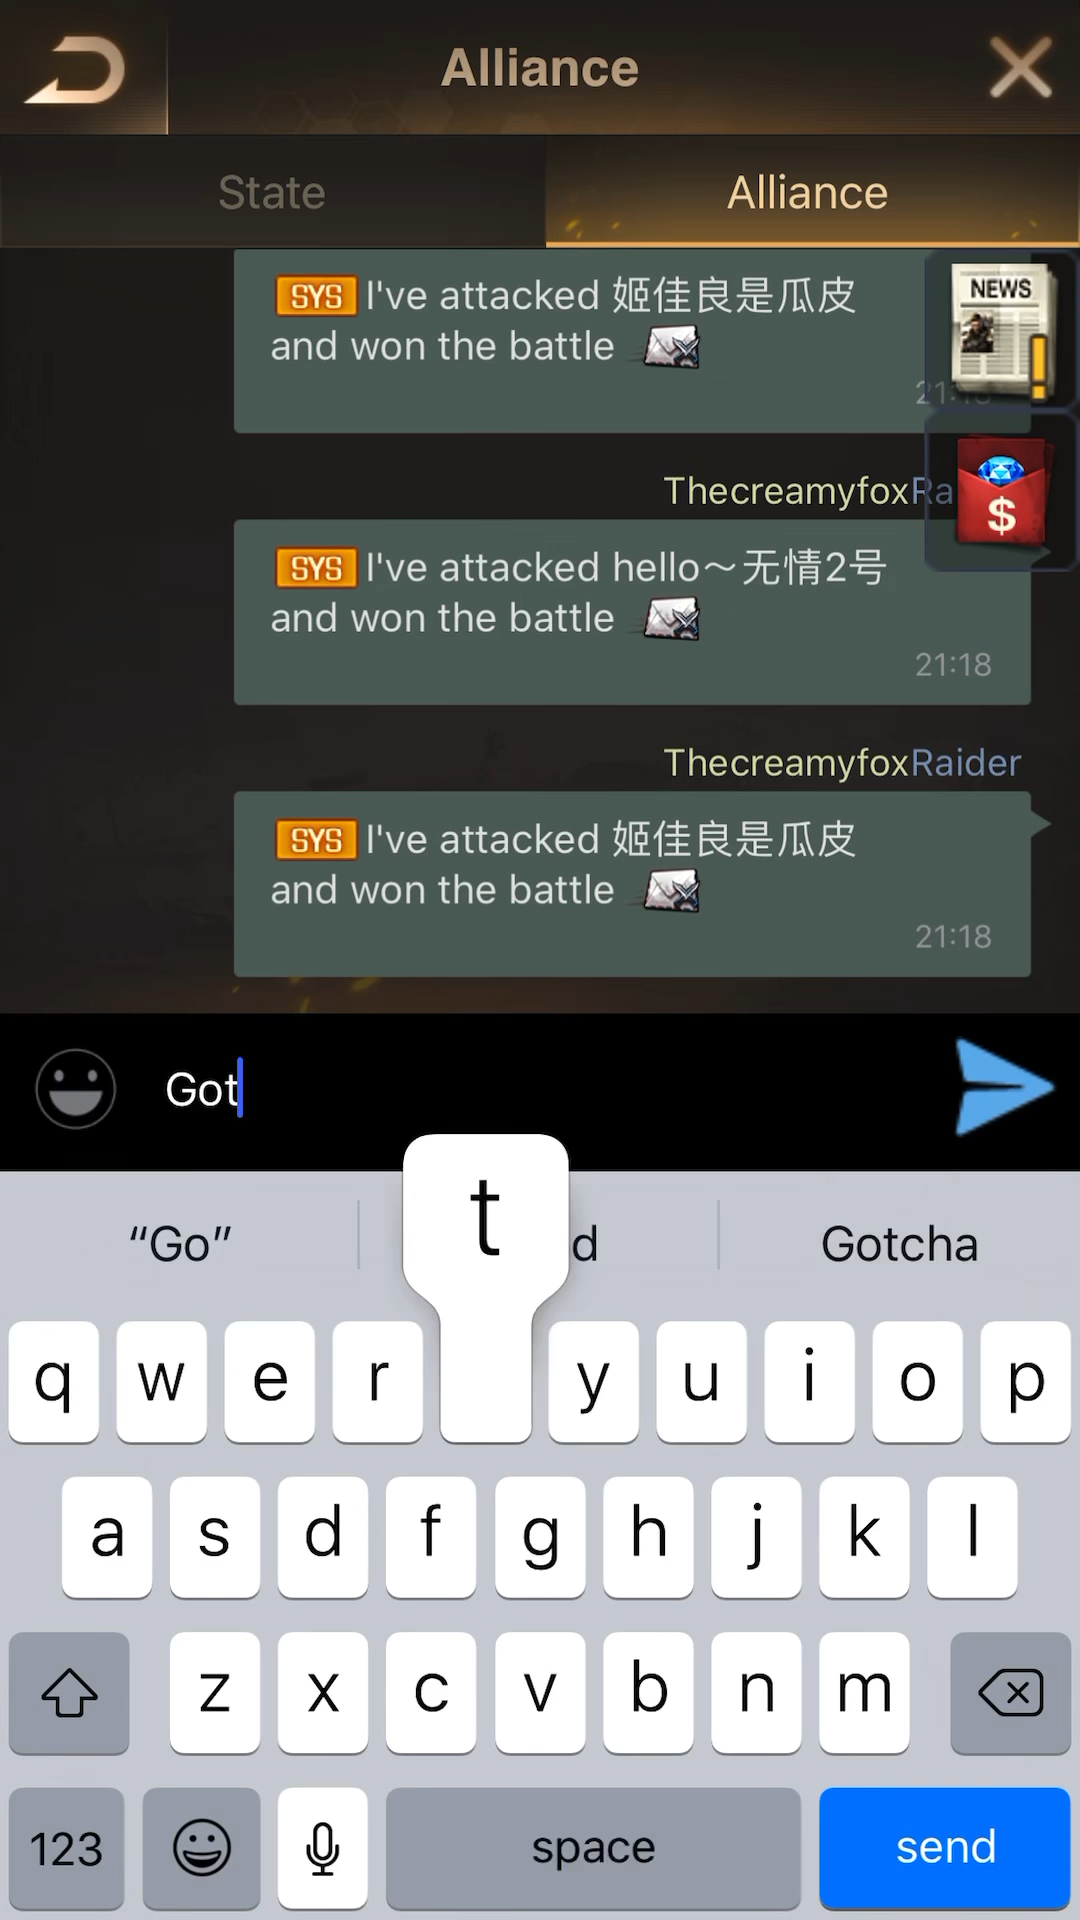 Alliance
State
Alliance
SYS I've attacked 姬佳良是瓜皮
and won the battle
NEWS
21:18
ThecreamyfoxRa
$
SYS I've attacked hello～无情2号
and won the battle
21:18
ThecreamyfoxRaider
SYS I've attacked 姬佳良是瓜皮
and won the battle
21:18
Got
t
“Go”
d
Gotcha
q w e r y u i o p
a s d f g h j k l
z x c v b n m
123
space
send